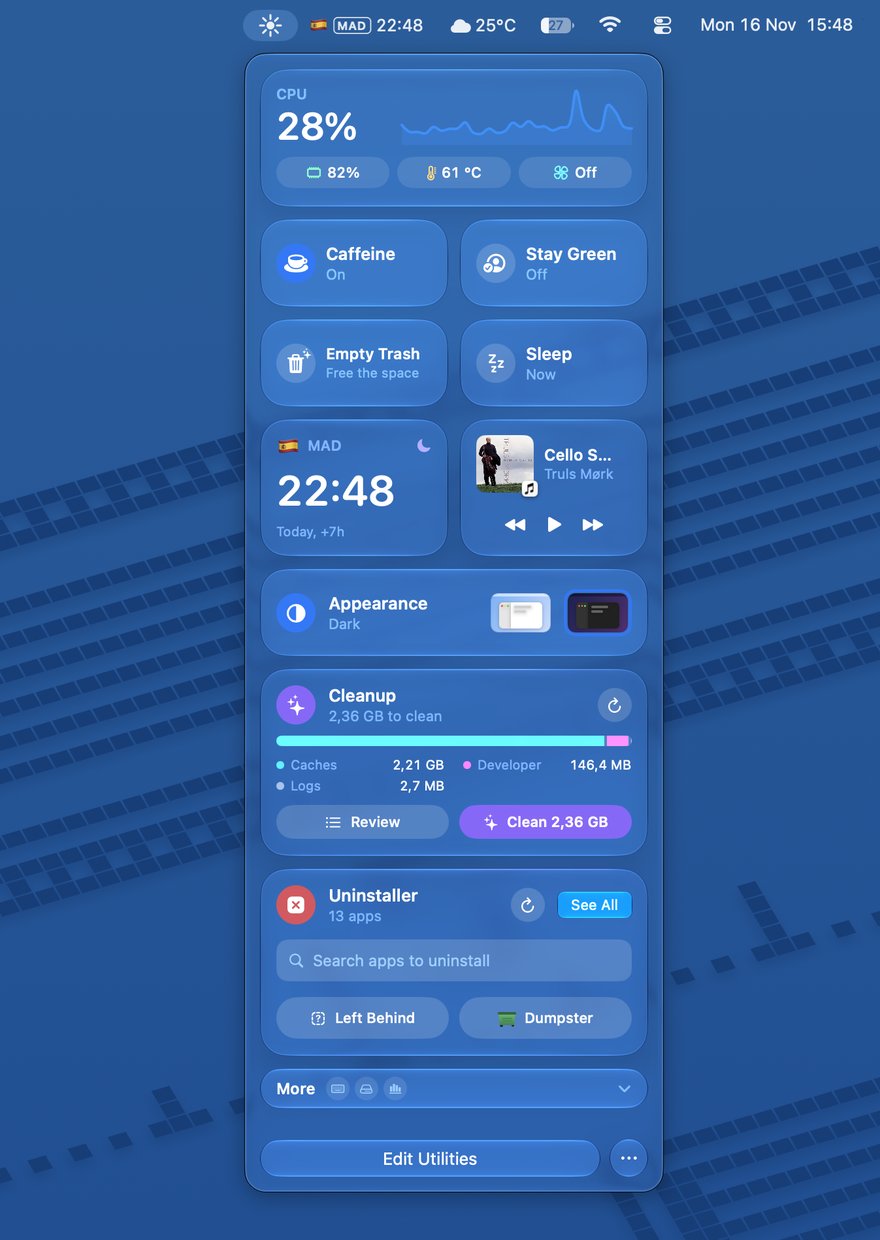 MAD 22:48 25°C 27 Mon 16 Nov 15:48
CPU
28%
82% 61 °C Off
Caffeine
On
Stay Green
Off
Empty Trash
Free the space
Sleep
Now
MAD
22:48
Today, +7h
Cello S...
Truls Mørk
Appearance
Dark
Cleanup
2,36 GB to clean
Caches 2,21 GB Developer 146,4 MB
Logs 2,7 MB
Review Clean 2,36 GB
Uninstaller
13 apps
See All
Search apps to uninstall
Left Behind Dumpster
More
Edit Utilities